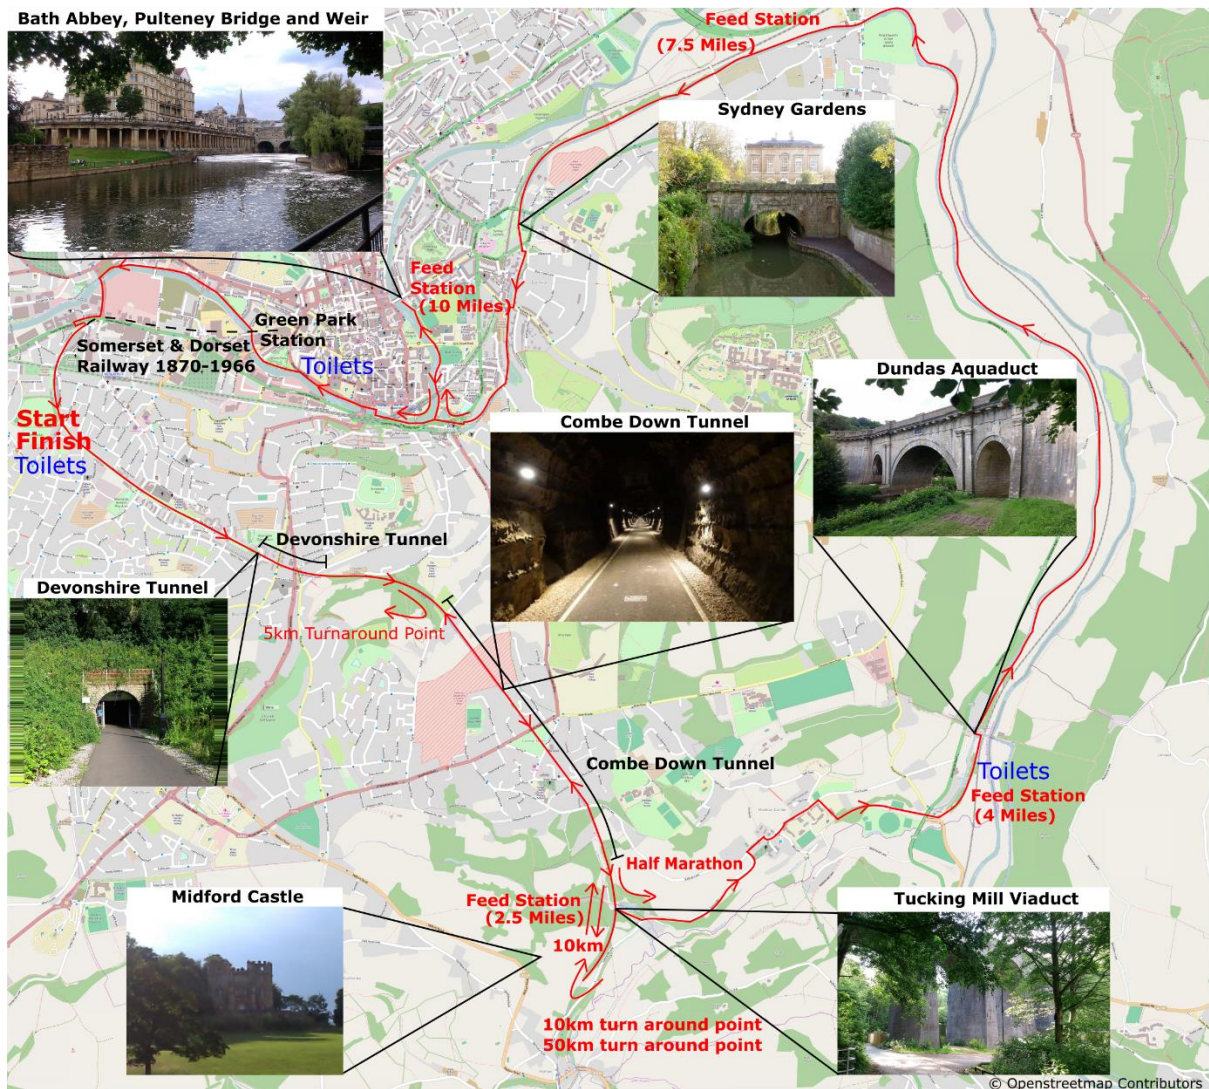 Bath Abbey, Pulteney Bridge and Weir
Feed Station
(7.5 Miles)
Sydney Gardens
Feed
Station
(10 Miles)
Green Park
Station
Somerset & Dorset
Railway 1870-1966
Toilets
Dundas Aquaduct
Start
Finish
Toilets
Combe Down Tunnel
Devonshire Tunnel
Devonshire Tunnel
5km Turnaround Point
Combe Down Tunnel
Toilets
Feed Station
(4 Miles)
Half Marathon
Midford Castle
Feed Station
(2.5 Miles)
10km
Tucking Mill Viaduct
10km turn around point
50km turn around point
© Openstreetmap Contributors